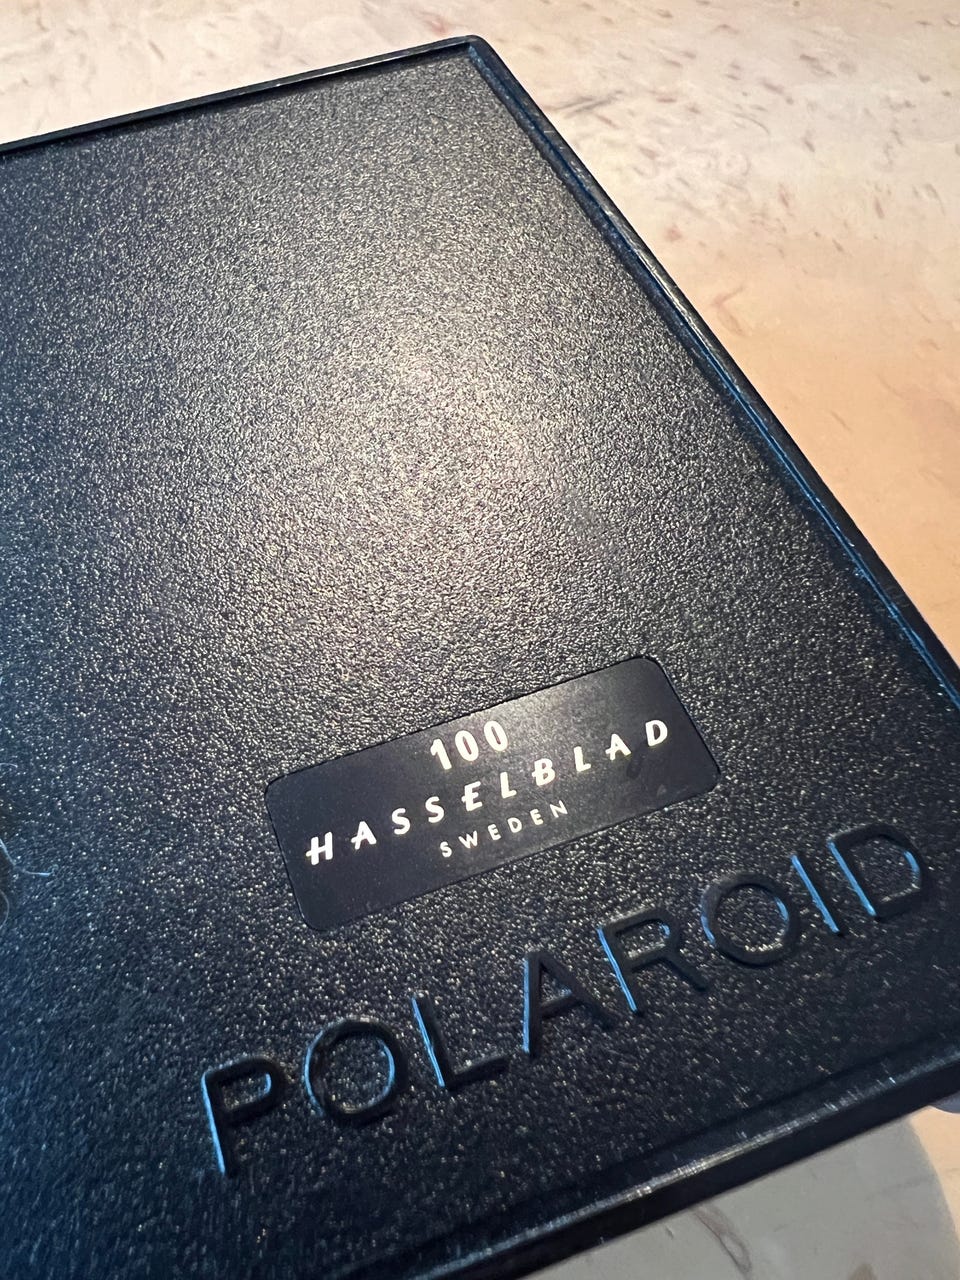 100
HASSELBLAD
SWEDEN
POLAROID